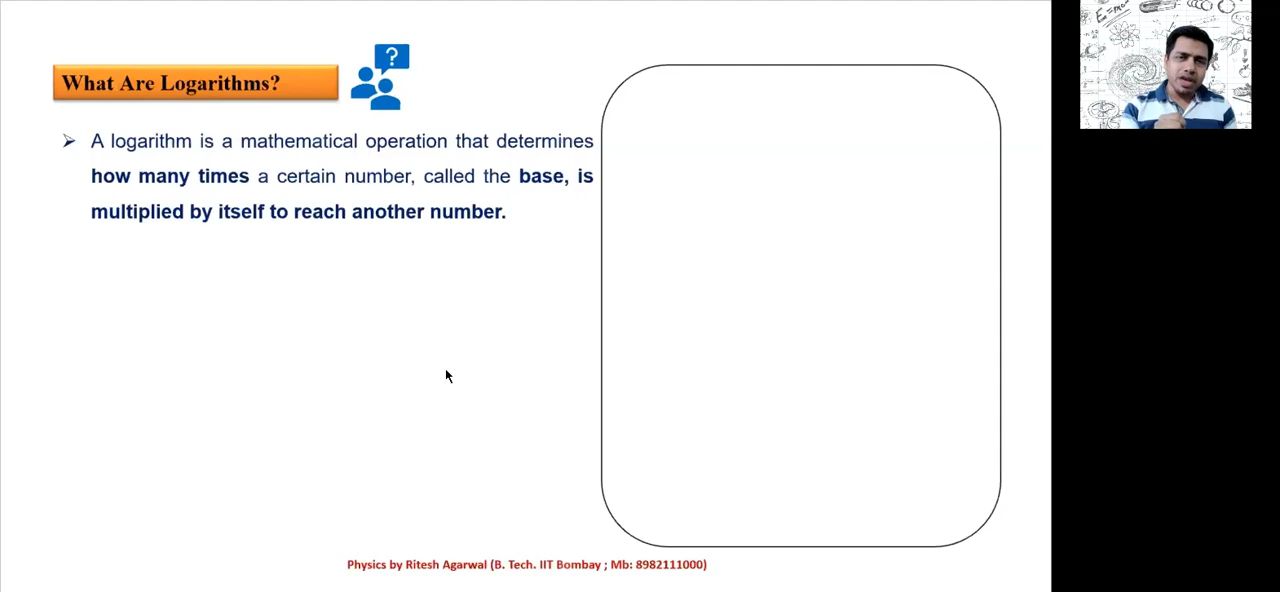 What Are Logarithms?
?
➢ A logarithm is a mathematical operation that determines
how many times a certain number, called the base, is
multiplied by itself to reach another number.
Physics by Ritesh Agarwal (B. Tech. IIT Bombay ; Mb: 8982111000)